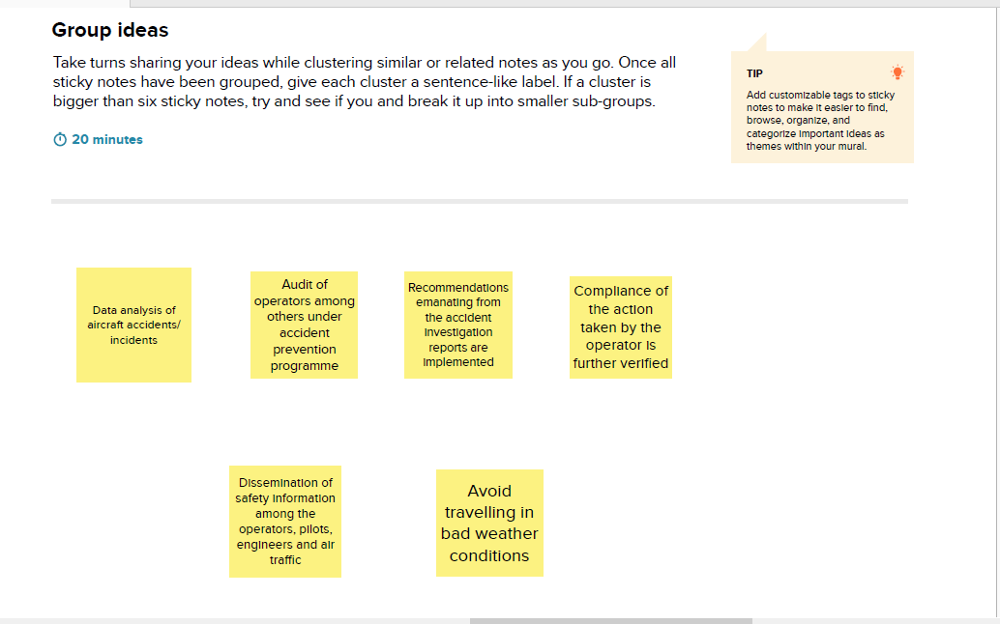 Group ideas
Take turns sharing your ideas while clustering similar or related notes as you go. Once all
sticky notes have been grouped, give each cluster a sentence-like label. If a cluster is
bigger than six sticky notes, try and see if you and break it up into smaller sub-groups.
20 minutes
TIP
Add customizable tags to sticky
notes to make it easier to find,
browse, organize, and
categorize important ideas as
themes within your mural.
Data analysis of
aircraft accidents/
incidents
Audit of
operators among
others under
accident
prevention
programme
Recommendations
emanating from
the accident
investigation
reports are
implemented
Compliance of
the action
taken by the
operator is
further verified
Dissemination of
safety information
among the
operators, pilots,
engineers and air
traffic
Avoid
travelling in
bad weather
conditions